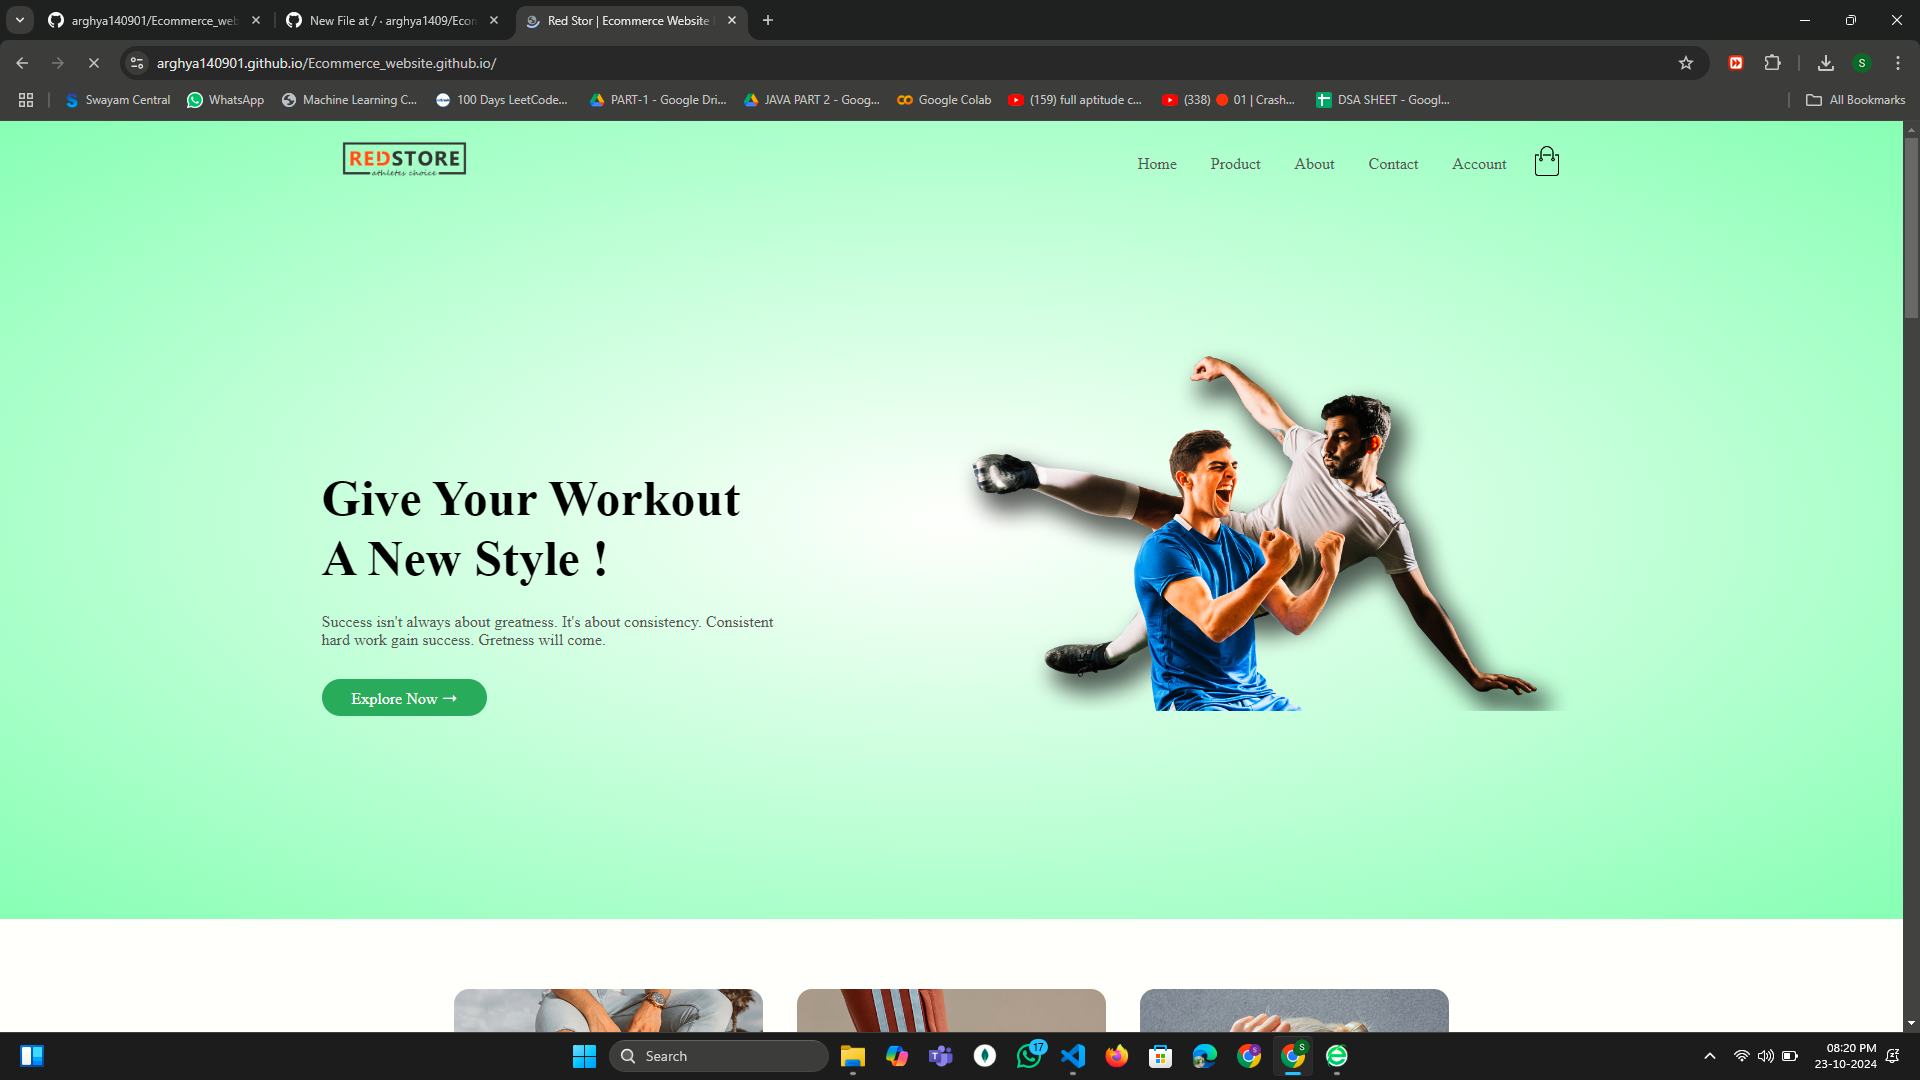 arghya140901/Ecommerce_web
New File at / · arghya1409/Ecom
Red Stor | Ecommerce Website
arghya140901.github.io/Ecommerce_website.github.io/
S
Swayam Central
WhatsApp
Machine Learning C...
100 Days LeetCode...
PART-1 - Google Dri...
JAVA PART 2 - Goog...
Google Colab
(159) full aptitude c...
(338) 🔴 01 | Crash...
DSA SHEET - Googl...
All Bookmarks
REDSTORE
athletes choice
Home
Product
About
Contact
Account
Give Your Workout
A New Style !
Success isn't always about greatness. It's about consistency. Consistent
hard work gain success. Gretness will come.
Explore Now →
Search
17
S
08:20 PM
23-10-2024